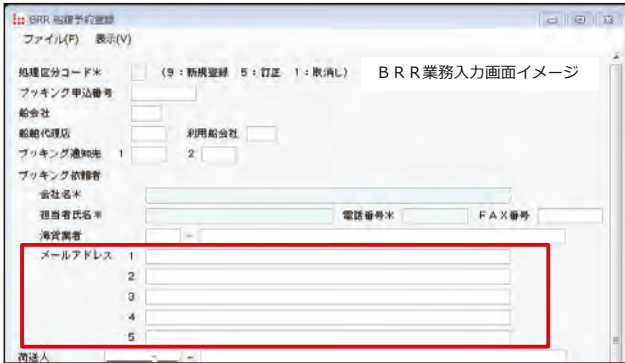 BRR 船腹予約登録
ファイル(F) 表示(V)
処理区分コード* (9：新規登録 5：訂正 1：取消し) ＢＲＲ業務入力画面イメージ
ブッキング申込番号
船会社
船舶代理店 利用船会社
ブッキング通知先 1 2
ブッキング依頼者
会社名*
担当者氏名* 電話番号* ＦＡＸ番号
海貨業者 -
メールアドレス 1
2
3
4
5
荷送人 -